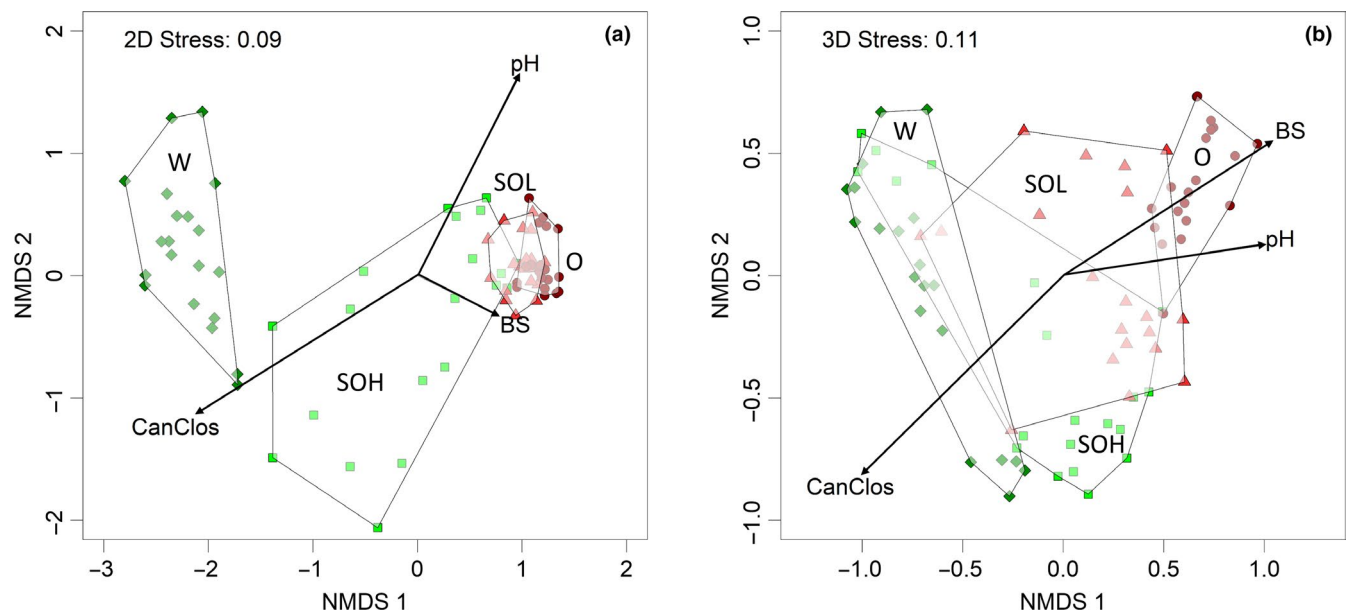 2D Stress: 0.09
(a)
pH
W
SOL
O
BS
SOH
CanClos
2
1
0
−1
−2
NMDS 2
−3
−2
−1
0
1
2
NMDS 1
3D Stress: 0.11
(b)
W
O
BS
SOL
pH
SOH
CanClos
1.0
0.5
0.0
−0.5
−1.0
NMDS 2
−1.0
−0.5
0.0
0.5
1.0
NMDS 1